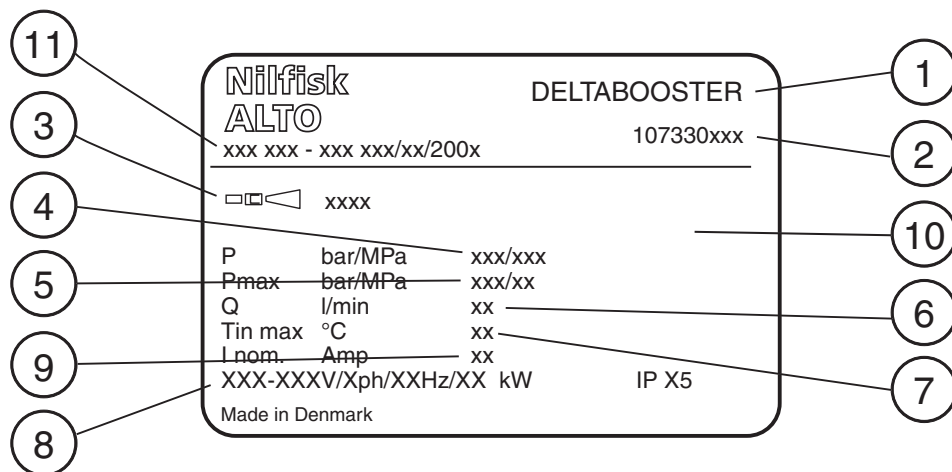 11
3
4
5
9
8
Nilfisk
ALTO
DELTABOOSTER
107330xxx
xxx xxx - xxx xxx/xx/200x
xxxx
P bar/MPa xxx/xxx
Pmax bar/MPa xxx/xx
Q l/min xx
Tin max °C xx
I nom. Amp xx
XXX-XXXV/Xph/XXHz/XX kW IP X5
Made in Denmark
1
2
10
6
7